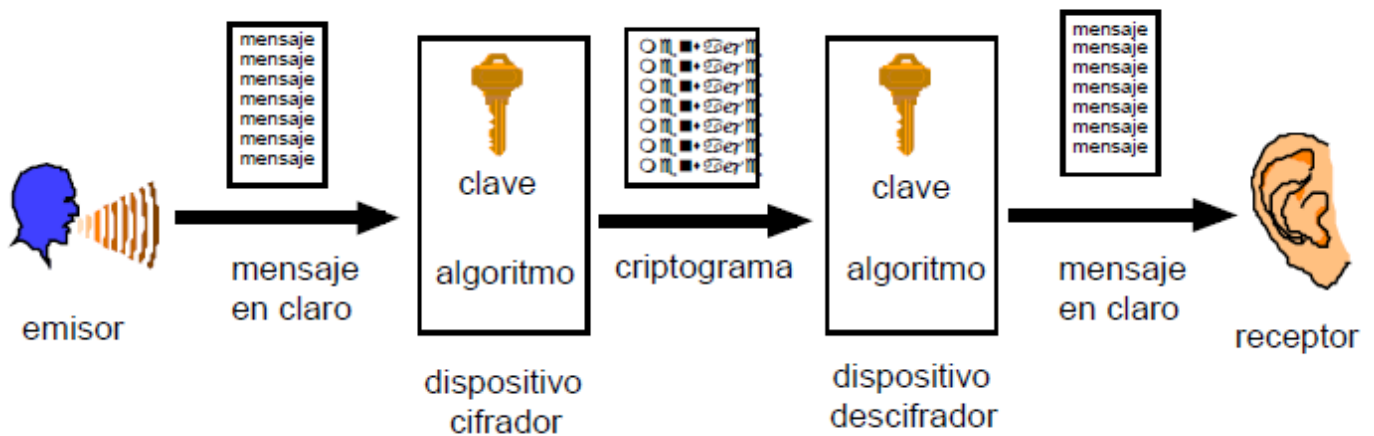 mensaje
mensaje
mensaje
mensaje
mensaje
mensaje
mensaje
mensaje
en claro
emisor
clave
algoritmo
dispositivo
cifrador
criptograma
clave
algoritmo
dispositivo
descifrador
mensaje
mensaje
mensaje
mensaje
mensaje
mensaje
mensaje
mensaje
en claro
receptor